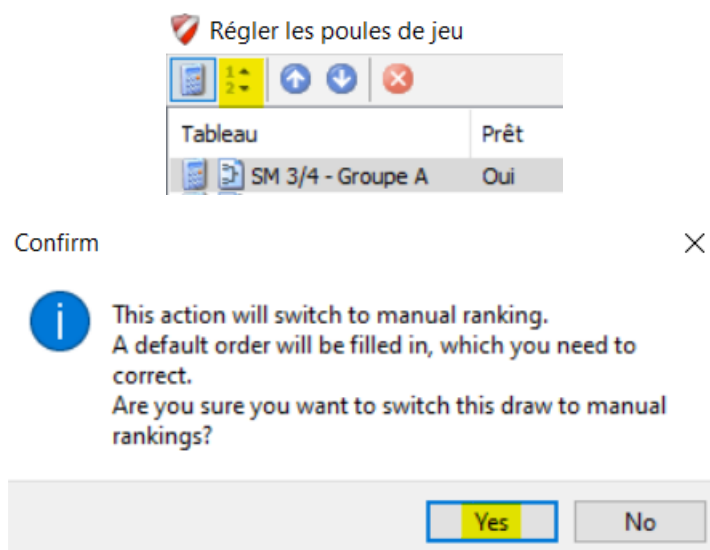 Régler les poules de jeu
1
2
Tableau Prêt
SM 3/4 - Groupe A Oui
Confirm
This action will switch to manual ranking.
A default order will be filled in, which you need to
correct.
Are you sure you want to switch this draw to manual
rankings?
Yes No